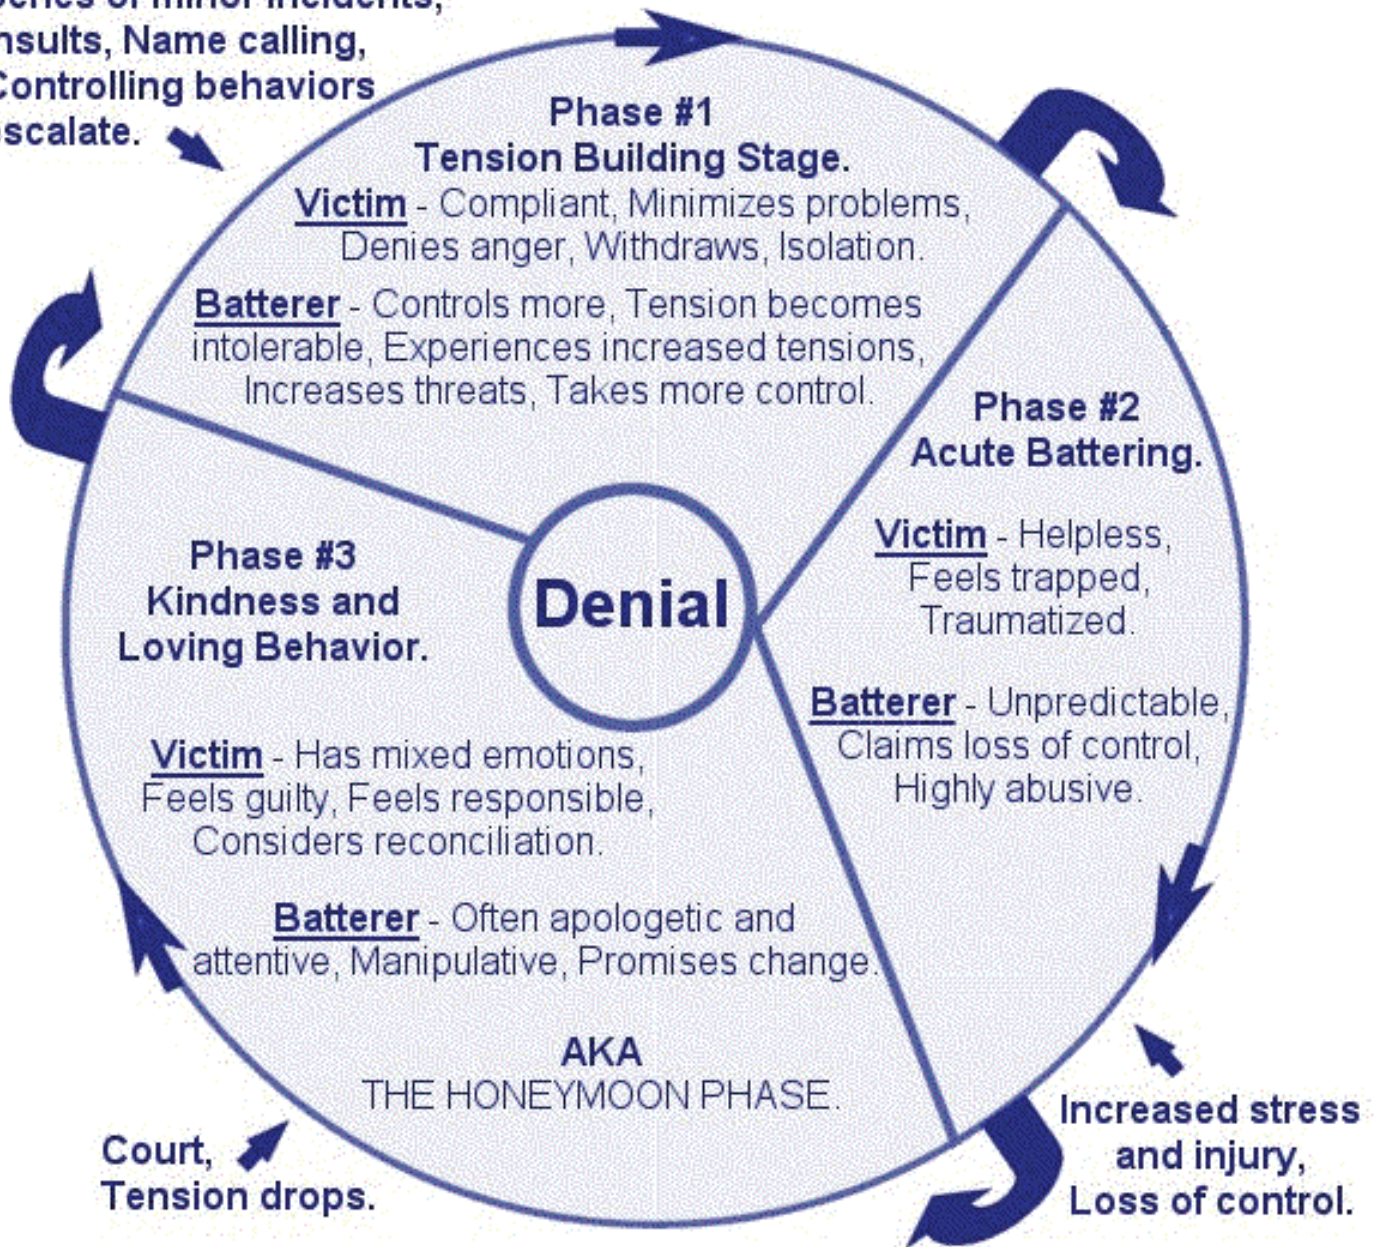 Series of minor incidents,
nsults, Name calling,
Controlling behaviors
scalate.
Phase #1
Tension Building Stage.
Victim - Compliant, Minimizes problems,
Denies anger, Withdraws, Isolation.
Batterer - Controls more, Tension becomes
intolerable, Experiences increased tensions,
Increases threats, Takes more control.
Phase #2
Acute Battering.
Victim - Helpless,
Feels trapped,
Traumatized.
Batterer - Unpredictable,
Claims loss of control,
Highly abusive.
Denial
Phase #3
Kindness and
Loving Behavior.
Victim - Has mixed emotions,
Feels guilty, Feels responsible,
Considers reconciliation.
Batterer - Often apologetic and
attentive, Manipulative, Promises change.
AKA
THE HONEYMOON PHASE.
Increased stress
and injury,
Loss of control.
Court,
Tension drops.